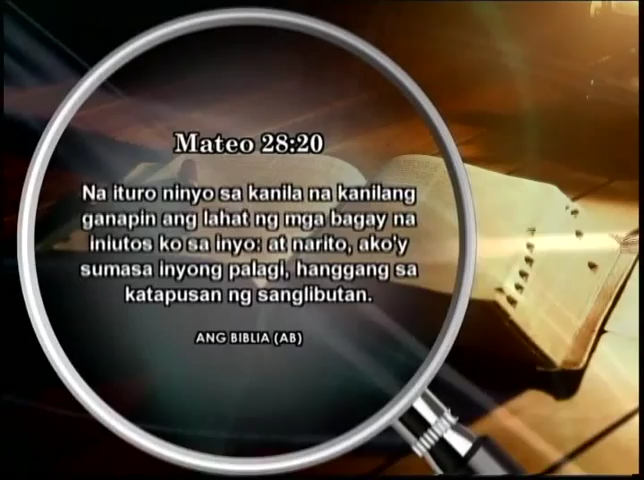 Mateo 28:20
Na ituro ninyo sa kanila na kanilang
ganapin ang lahat ng mga bagay na
iniutos ko sa inyo: at narito, ako'y
sumasa inyong palagi, hanggang sa
katapusan ng sanglibutan.
ANG BIBLIA (AB)